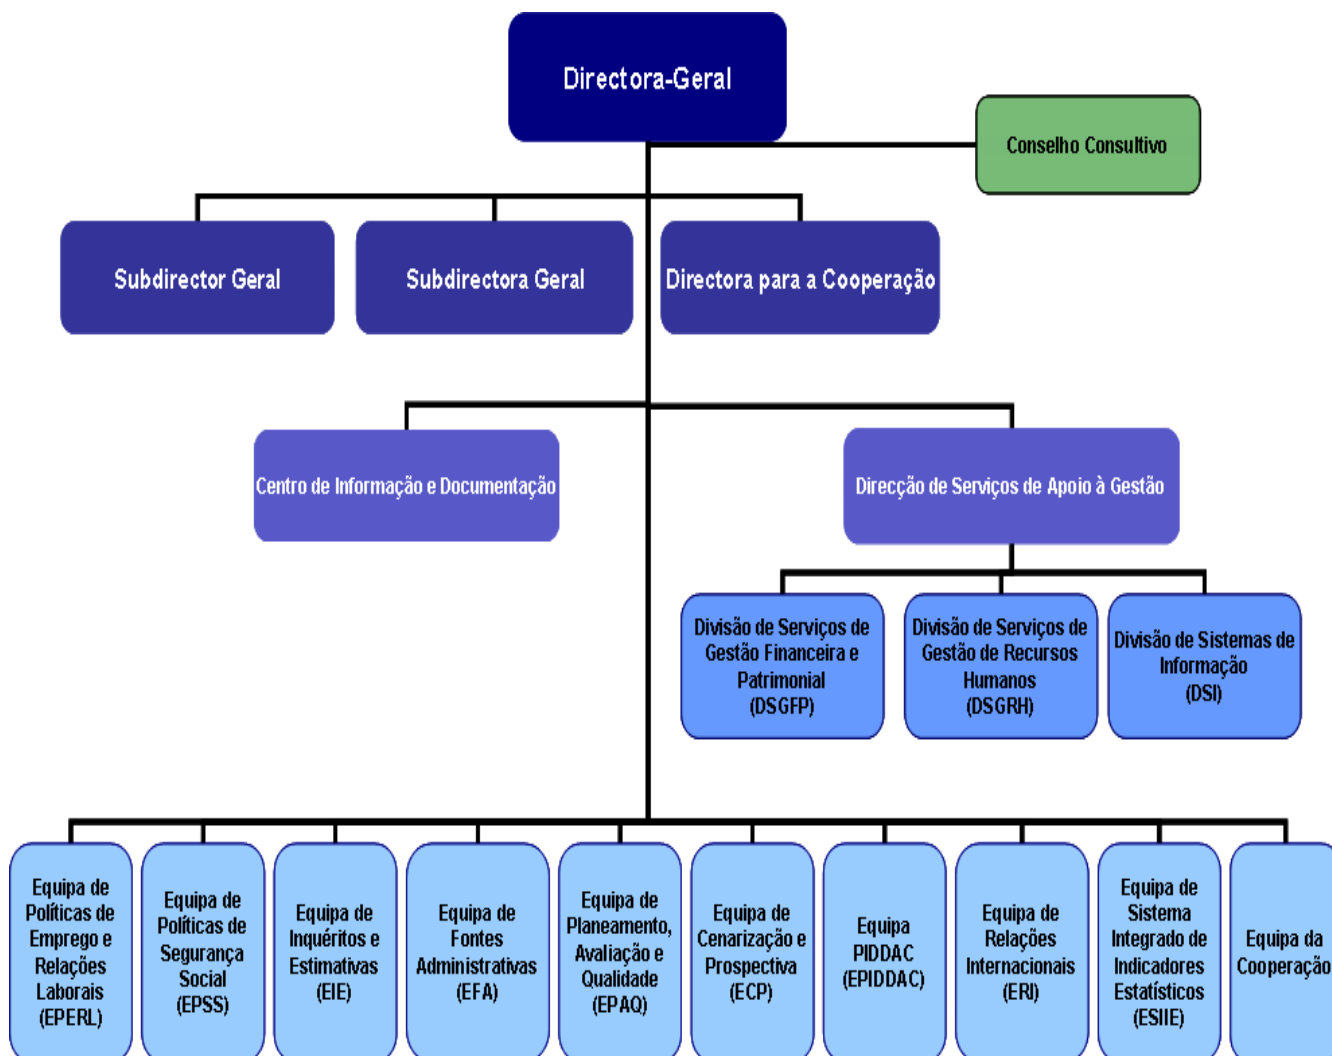 Directora-Geral
Conselho Consultivo
Subdirector Geral
Subdirectora Geral
Directora para a Cooperação
Centro de Informação e Documentação
Direcção de Serviços de Apoio à Gestão
Divisão de Serviços de
Gestão Financeira e
Patrimonial
(DSGFP)
Divisão de Serviços de
Gestão de Recursos
Humanos
(DSGRH)
Divisão de Sistemas de
Informação
(DSI)
Equipa de
Políticas de
Emprego e
Relações
Laborais
(EPERL)
Equipa de
Políticas de
Segurança
Social
(EPSS)
Equipa de
Inquéritos e
Estimativas
(EIE)
Equipa de
Fontes
Administrativas
(EFA)
Equipa de
Planeamento,
Avaliação e
Qualidade
(EPAQ)
Equipa de
Cenarização e
Prospectiva
(ECP)
Equipa
PIDDAC
(EPIDDAC)
Equipa de
Relações
Internacionais
(ERI)
Equipa de
Sistema
Integrado de
Indicadores
Estatísticos
(ESIIE)
Equipa da
Cooperação